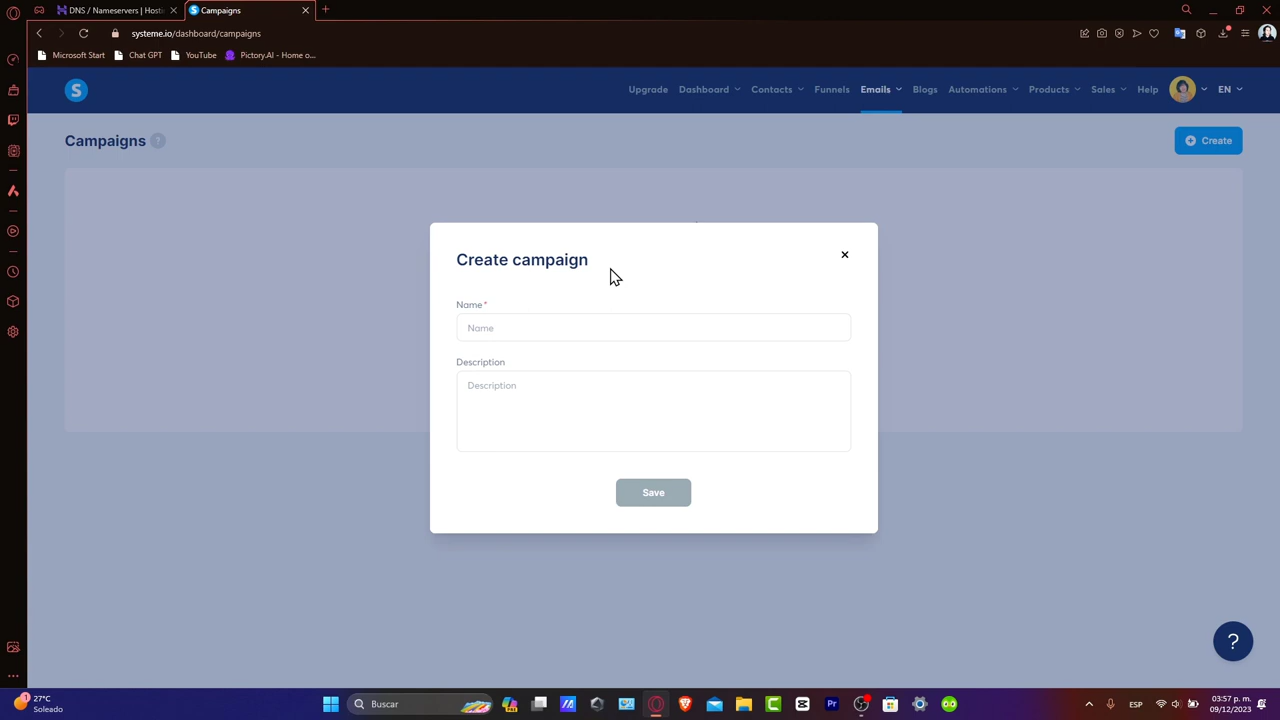 DNS / Nameservers | Hosti
Campaigns
systeme.io/dashboard/campaigns
Microsoft Start
Chat GPT
YouTube
Pictory.AI - Home o...
S
Upgrade
Dashboard
Contacts
Funnels
Emails
Blogs
Automations
Products
Sales
Help
EN
Campaigns ?
Create
Create campaign
Name*
Name
Description
Description
Save
?
1
27°C
Soleado
Buscar
ESP
03:57 p. m.
09/12/2023